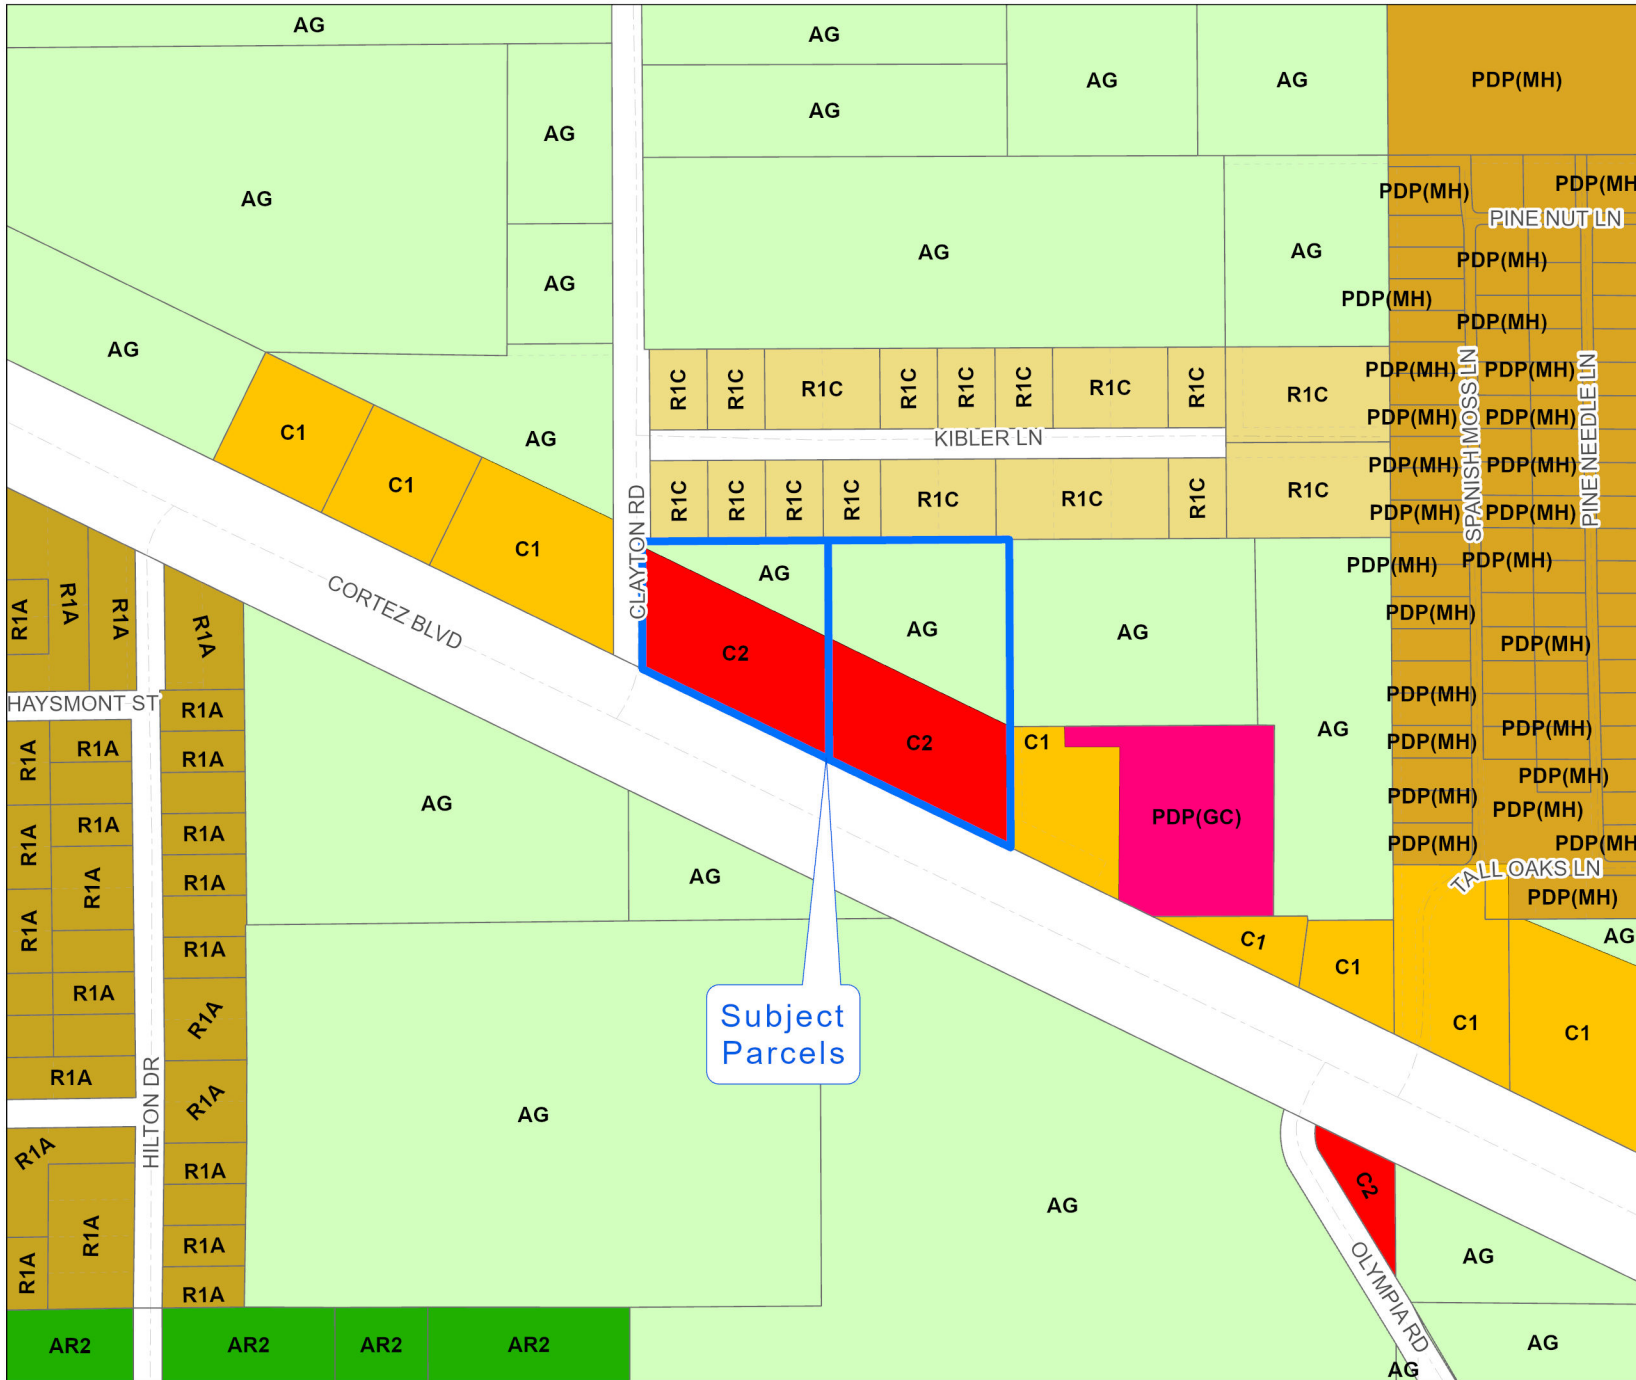 AG
AG
AG
AG
PDP(MH)
AG
AG
AG
PDP(MH)
PDP(MH
AG
PINE NUT LN
AG
AG
PDP(MH)
AG
PDP(MH)
PDP(MH)
AG
R1C
R1C
R1C
R1C
R1C
R1C
R1C
R1C
R1C
PDP(MH)
PDP(MH)
SPANISH MOSS LN
PINE NEEDLE LN
C1
AG
KIBLER LN
PDP(MH)
PDP(MH)
C1
R1C
R1C
R1C
R1C
R1C
R1C
R1C
R1C
PDP(MH)
PDP(MH)
PDP(MH)
PDP(MH)
C1
CLAYTON RD
AG
PDP(MH)
PDP(MH)
R1A
R1A
R1A
R1A
CORTEZ BLVD
AG
AG
PDP(MH)
PDP(MH)
C2
HAYSMONT ST
R1A
PDP(MH)
PDP(MH)
AG
C2
C1
PDP(MH)
R1A
R1A
R1A
PDP(MH)
AG
PDP(GC)
PDP(MH)
PDP(MH)
R1A
R1A
R1A
PDP(MH)
PDP(MH
R1A
R1A
AG
TALL OAKS LN
PDP(MH)
R1A
R1A
C1
C1
AG
R1A
R1A
Subject
Parcels
C1
C1
R1A
HILTON DR
R1A
AG
R1A
R1A
AG
C2
R1A
R1A
R1A
AG
R1A
OLYMPIA RD
AR2
AR2
AR2
AR2
AG
AG